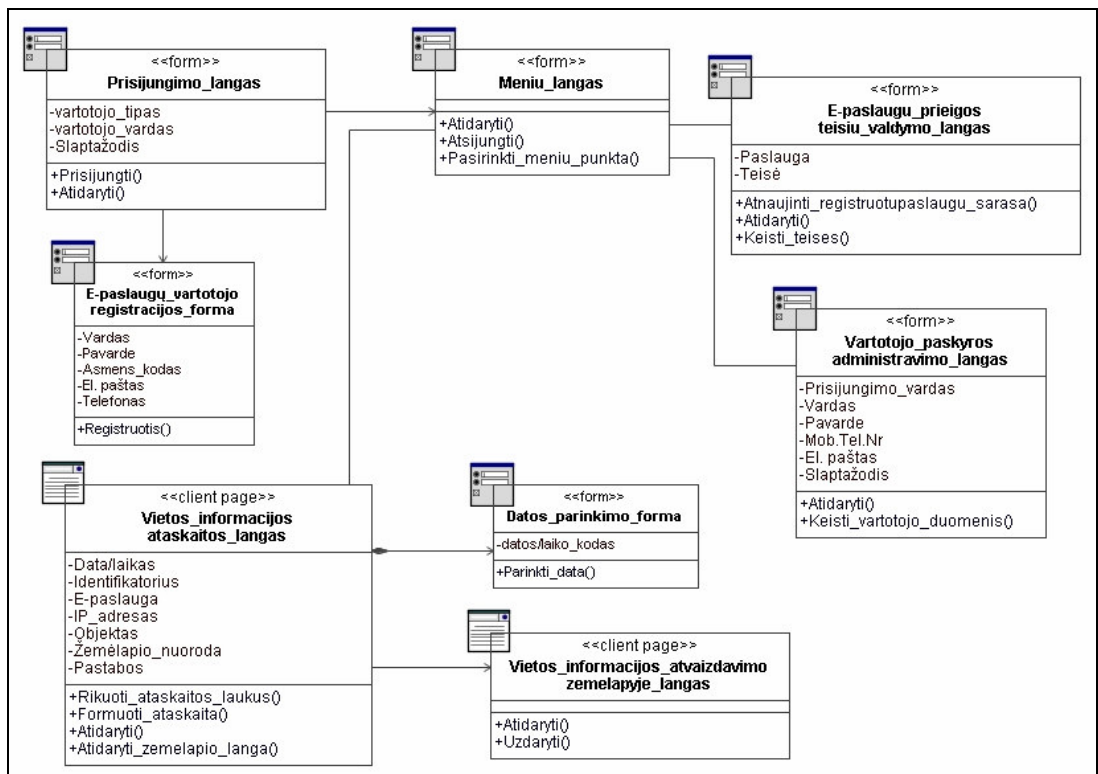 <<form>>
Prisijungimo_langas
-vartotojo_tipas
-vartotojo_vardas
-Slaptažodis
+Prisijungti()
+Atidaryti()
<<form>>
Meniu_langas
+Atidaryti()
+Atsijungti()
+Pasirinkti_meniu_punkta()
<<form>>
E-paslaugu_prieigos
teisiu_valdymo_langas
-Paslauga
-Teisė
+Atnaujinti_registruotupaslaugu_sarasa()
+Atidaryti()
+Keisti_teises()
<<form>>
E-paslaugų_vartotojo
registracijos_forma
-Vardas
-Pavarde
-Asmens_kodas
-El. paštas
-Telefonas
+Registruotis()
<<form>>
Vartotojo_paskyros
administravimo_langas
-Prisijungimo_vardas
-Vardas
-Pavarde
-Mob.Tel.Nr
-El. paštas
-Slaptažodis
+Atidaryti()
+Keisti_vartotojo_duomenis()
<<client page>>
Vietos_informacijos
ataskaitos_langas
-Data/laikas
-Identifikatorius
-E-paslauga
-IP_adresas
-Objektas
-Žemėlapio_nuoroda
-Pastabos
+Rikuoti_ataskaitos_laukus()
+Formuoti_ataskaita()
+Atidaryti()
+Atidaryti_zemelapio_langa()
<<form>>
Datos_parinkimo_forma
-datos/laiko_kodas
+Parinkti_data()
<<client page>>
Vietos_informacijos_atvaizdavimo
zemelapyje_langas
+Atidaryti()
+Uzdaryti()